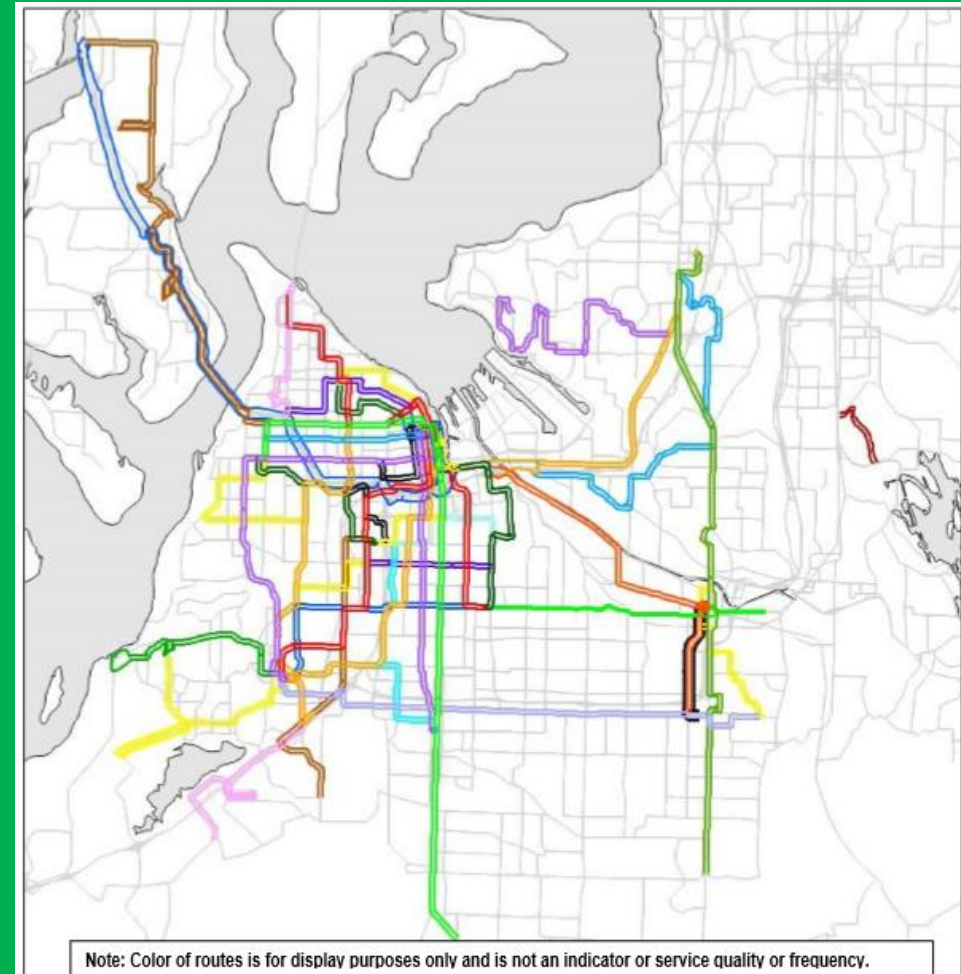 Note: Color of routes is for display purposes only and is not an indicator or service quality or frequency.